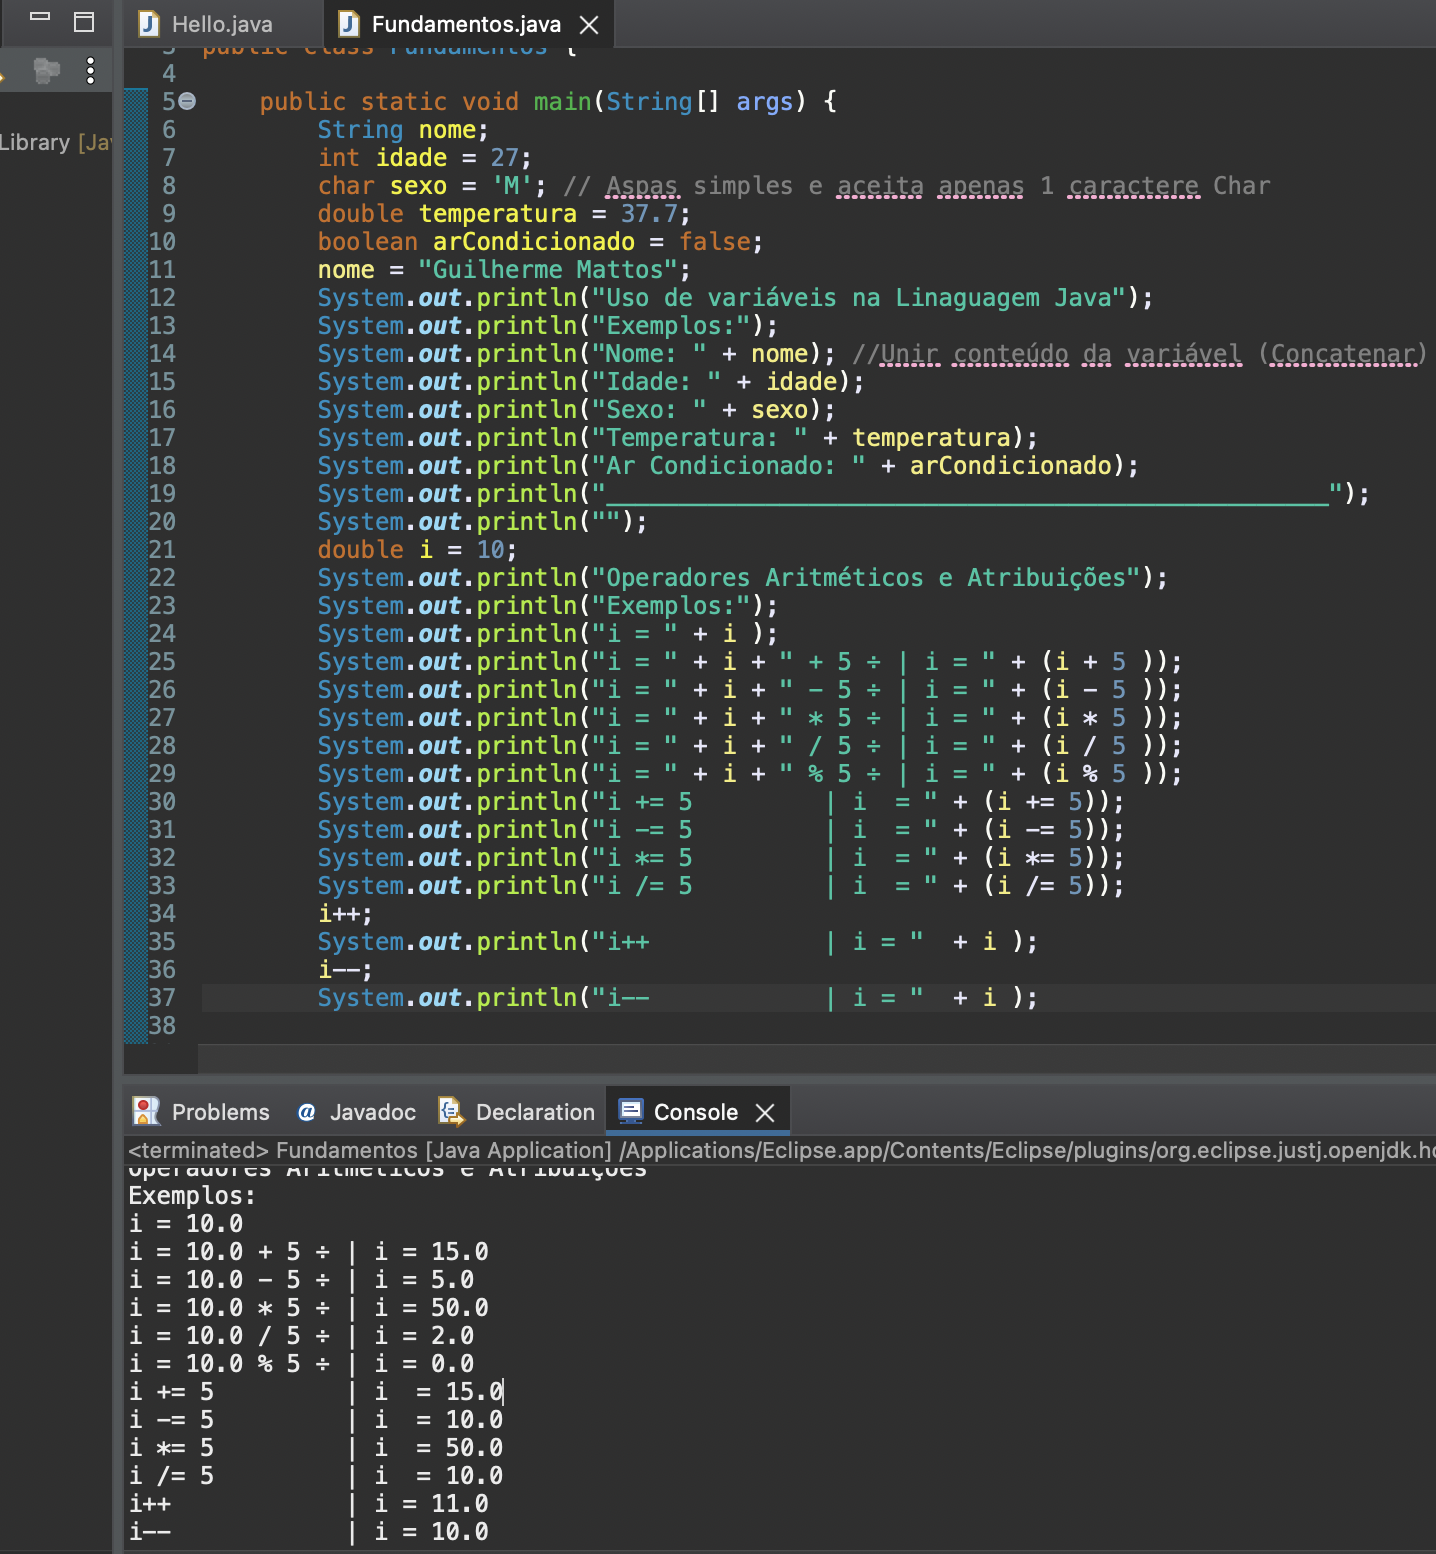 Hello.java
Fundamentos.java
Library [Ja
3 public class Fundamentos {
4
5 public static void main(String[] args) {
6 String nome;
7 int idade = 27;
8 char sexo = 'M'; // Aspas simples e aceita apenas 1 caractere Char
9 double temperatura = 37.7;
10 boolean arCondicionado = false;
11 nome = "Guilherme Mattos";
12 System.out.println("Uso de variáveis na Linaguagem Java");
13 System.out.println("Exemplos:");
14 System.out.println("Nome: " + nome); //Unir conteúdo da variável (Concatenar)
15 System.out.println("Idade: " + idade);
16 System.out.println("Sexo: " + sexo);
17 System.out.println("Temperatura: " + temperatura);
18 System.out.println("Ar Condicionado: " + arCondicionado);
19 System.out.println("__________________________________________________");
20 System.out.println("");
21 double i = 10;
22 System.out.println("Operadores Aritméticos e Atribuições");
23 System.out.println("Exemplos:");
24 System.out.println("i = " + i );
25 System.out.println("i = " + i + " + 5 ÷ | i = " + (i + 5 ));
26 System.out.println("i = " + i + " - 5 ÷ | i = " + (i - 5 ));
27 System.out.println("i = " + i + " * 5 ÷ | i = " + (i * 5 ));
28 System.out.println("i = " + i + " / 5 ÷ | i = " + (i / 5 ));
29 System.out.println("i = " + i + " % 5 ÷ | i = " + (i % 5 ));
30 System.out.println("i += 5         | i  = " + (i += 5));
31 System.out.println("i -= 5         | i  = " + (i -= 5));
32 System.out.println("i *= 5         | i  = " + (i *= 5));
33 System.out.println("i /= 5         | i  = " + (i /= 5));
34 i++;
35 System.out.println("i++            | i = "  + i );
36 i--;
37 System.out.println("i--            | i = "  + i );
38
Problems @ Javadoc Declaration Console
<terminated> Fundamentos [Java Application] /Applications/Eclipse.app/Contents/Eclipse/plugins/org.eclipse.justj.openjdk.ho
Operadores Aritméticos e Atribuições
Exemplos:
i = 10.0
i = 10.0 + 5 ÷ | i = 15.0
i = 10.0 - 5 ÷ | i = 5.0
i = 10.0 * 5 ÷ | i = 50.0
i = 10.0 / 5 ÷ | i = 2.0
i = 10.0 % 5 ÷ | i = 0.0
i += 5         | i  = 15.0
i -= 5         | i  = 10.0
i *= 5         | i  = 50.0
i /= 5         | i  = 10.0
i++            | i = 11.0
i--            | i = 10.0